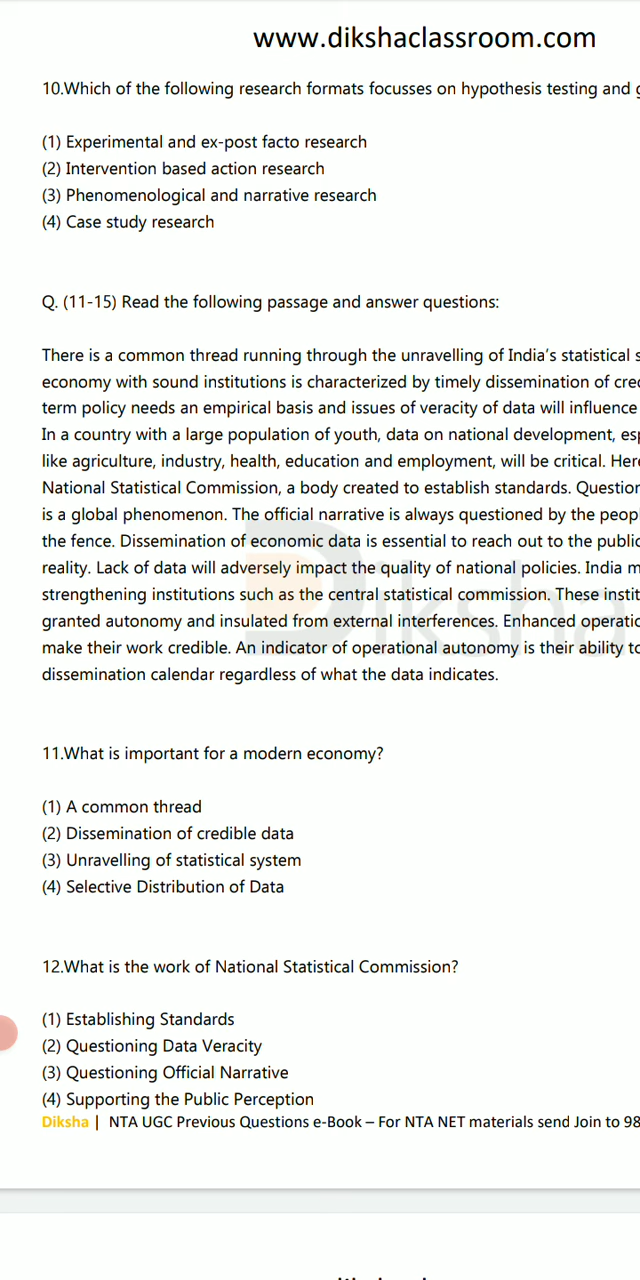 www.dikshaclassroom.com
10.Which of the following research formats focusses on hypothesis testing and
(1) Experimental and ex-post facto research
(2) Intervention based action research
(3) Phenomenological and narrative research
(4) Case study research
Q. (11-15) Read the following passage and answer questions:
There is a common thread running through the unravelling of India's statistical
economy with sound institutions is characterized by timely dissemination of
term policy needs an empirical basis and issues of veracity of data will influence
In a country with a large population of youth, data on national development,
like agriculture, industry, health, education and employment, will be critical.
National Statistical Commission, a body created to establish standards.
is a global phenomenon. The official narrative is always questioned by the
the fence. Dissemination of economic data is essential to reach out to the
reality. Lack of data will adversely impact the quality of national policies. India
strengthening institutions such as the central statistical commission. These
granted autonomy and insulated from external interferences. Enhanced
make their work credible. An indicator of operational autonomy is their ability
dissemination calendar regardless of what the data indicates.
11.What is important for a modern economy?
(1) A common thread
(2) Dissemination of credible data
(3) Unravelling of statistical system
(4) Selective Distribution of Data
12.What is the work of National Statistical Commission?
(1) Establishing Standards
(2) Questioning Data Veracity
(3) Questioning Official Narrative
(4) Supporting the Public Perception
Diksha | NTA UGC Previous Questions e-Book – For NTA NET materials send Join to 98
Diksha